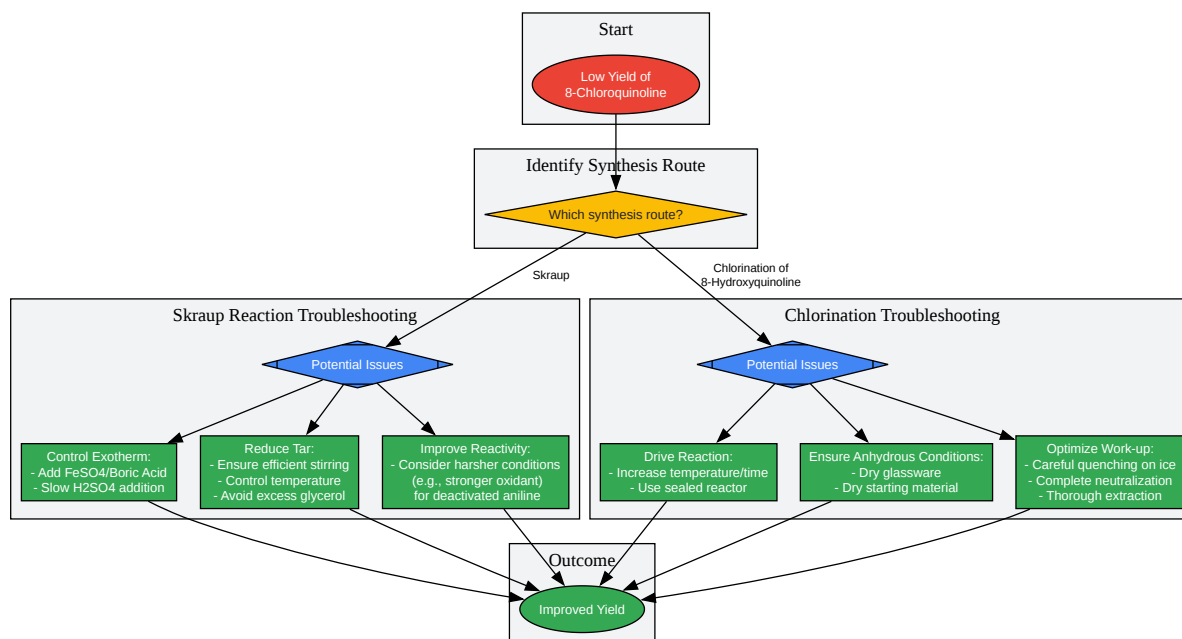 Start
Low Yield of
8-Chloroquinoline
Identify Synthesis Route
Which synthesis route?
Skraup
Chlorination of
8-Hydroxyquinoline
Skraup Reaction Troubleshooting
Potential Issues
Control Exotherm:
- Add FeSO4/Boric Acid
- Slow H2SO4 addition
Reduce Tar:
- Ensure efficient stirring
- Control temperature
- Avoid excess glycerol
Improve Reactivity:
- Consider harsher conditions
(e.g., stronger oxidant)
for deactivated aniline
Chlorination Troubleshooting
Potential Issues
Drive Reaction:
- Increase temperature/time
- Use sealed reactor
Ensure Anhydrous Conditions:
- Dry glassware
- Dry starting material
Optimize Work-up:
- Careful quenching on ice
- Complete neutralization
- Thorough extraction
Outcome
Improved Yield